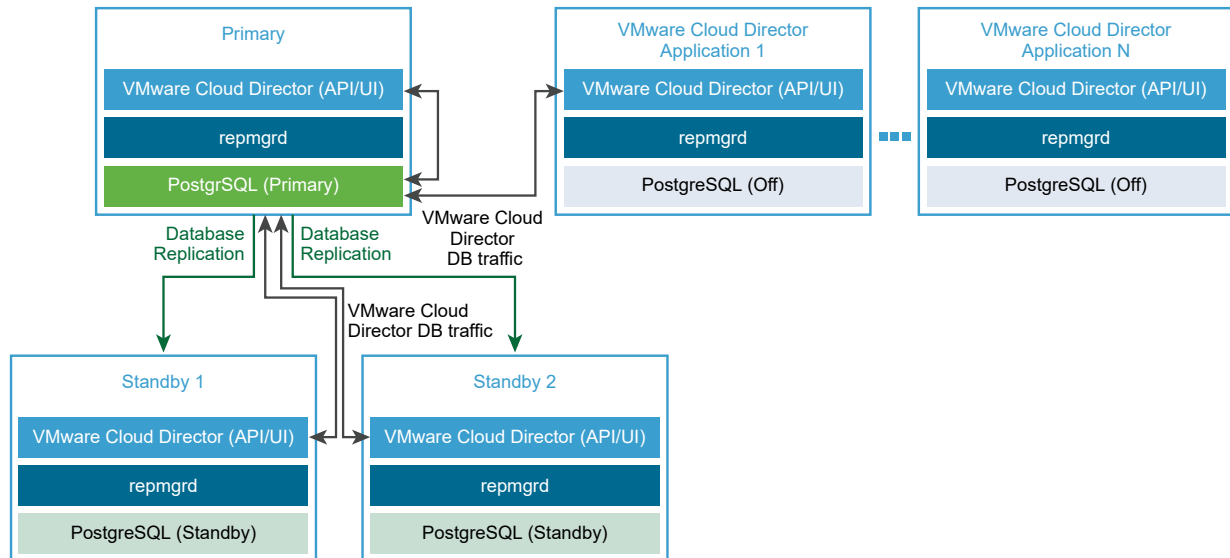 Primary
VMware Cloud Director (API/UI)
repmgrd
PostgrSQL (Primary)
VMware Cloud Director
Application 1
VMware Cloud Director (API/UI)
repmgrd
PostgreSQL (Off)
VMware Cloud Director
Application N
VMware Cloud Director (API/UI)
repmgrd
PostgreSQL (Off)
Database
Replication
Database
Replication
VMware Cloud
Director
DB traffic
VMware Cloud
Director DB traffic
Standby 1
VMware Cloud Director (API/UI)
repmgrd
PostgreSQL (Standby)
Standby 2
VMware Cloud Director (API/UI)
repmgrd
PostgreSQL (Standby)